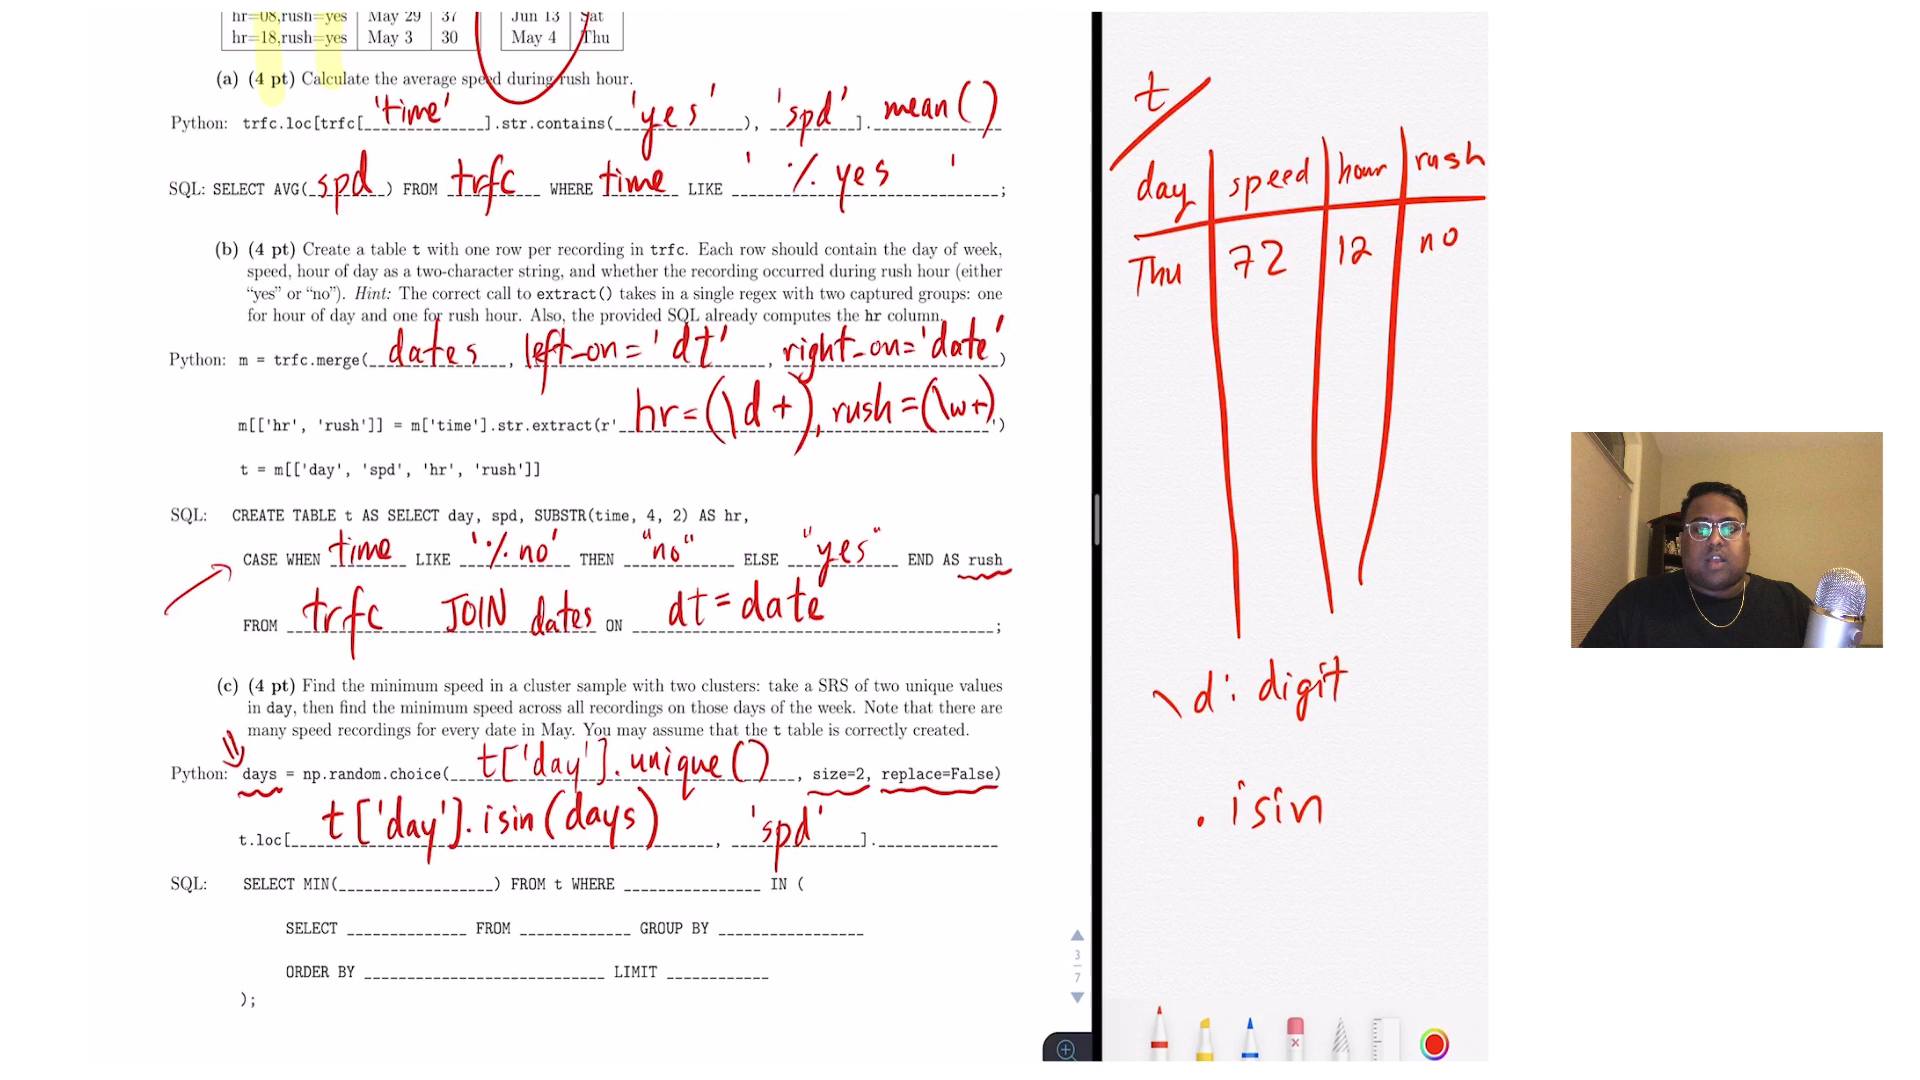 hr=08,rush=yes May 29 37 Jun 13 Sat
hr=18,rush=yes May 3 30 May 4 Thu
(a) (4 pt) Calculate the average speed during rush hour.
Python: trfc.loc[trfc[ 'time' ].str.contains( 'yes' ), 'spd' ]. mean()
SQL: SELECT AVG( spd ) FROM trfc WHERE time LIKE '% yes ' ;
(b) (4 pt) Create a table t with one row per recording in trfc. Each row should contain the day of week,
speed, hour of day as a two-character string, and whether the recording occurred during rush hour (either
“yes” or “no”). Hint: The correct call to extract() takes in a single regex with two captured groups: one
for hour of day and one for rush hour. Also, the provided SQL already computes the hr column.
Python: m = trfc.merge( dates , left_on = 'dt' , right_on= 'date' )
m[['hr', 'rush']] = m['time'].str.extract(r' hr=(\d+), rush=(\w+) ')
t = m[['day', 'spd', 'hr', 'rush']]
SQL: CREATE TABLE t AS SELECT day, spd, SUBSTR(time, 4, 2) AS hr,
CASE WHEN time LIKE '% no' THEN "no" ELSE "yes" END AS rush
FROM trfc JOIN dates ON dt = date ;
(c) (4 pt) Find the minimum speed in a cluster sample with two clusters: take a SRS of two unique values
in day, then find the minimum speed across all recordings on those days of the week. Note that there are
many speed recordings for every date in May. You may assume that the t table is correctly created.
Python: days = np.random.choice( t['day'].unique() , size=2, replace=False)
t.loc[ t['day'].isin(days) , 'spd' ].
SQL: SELECT MIN( ) FROM t WHERE IN (
SELECT FROM GROUP BY
ORDER BY LIMIT
);
3
7
t
day speed hour rush
Thu 72 12 no
\d: digit
.isin